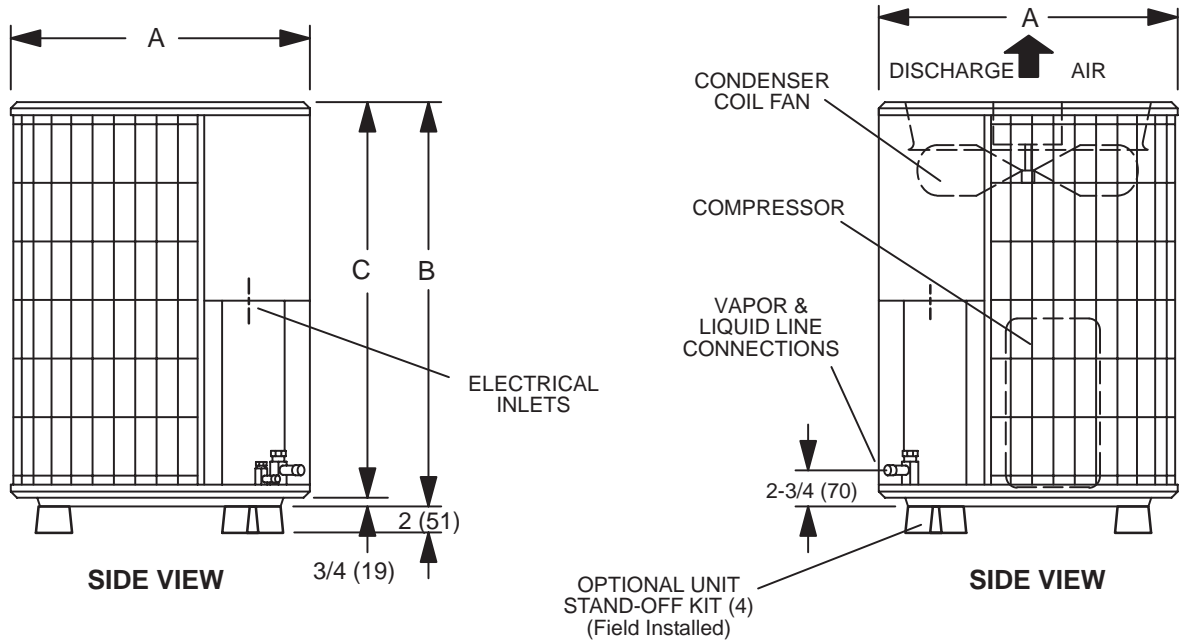 A
C
B
ELECTRICAL
INLETS
2 (51)
3/4 (19)
SIDE VIEW
A
DISCHARGE AIR
CONDENSER
COIL FAN
COMPRESSOR
VAPOR &
LIQUID LINE
CONNECTIONS
2-3/4 (70)
OPTIONAL UNIT
STAND-OFF KIT (4)
(Field Installed)
SIDE VIEW